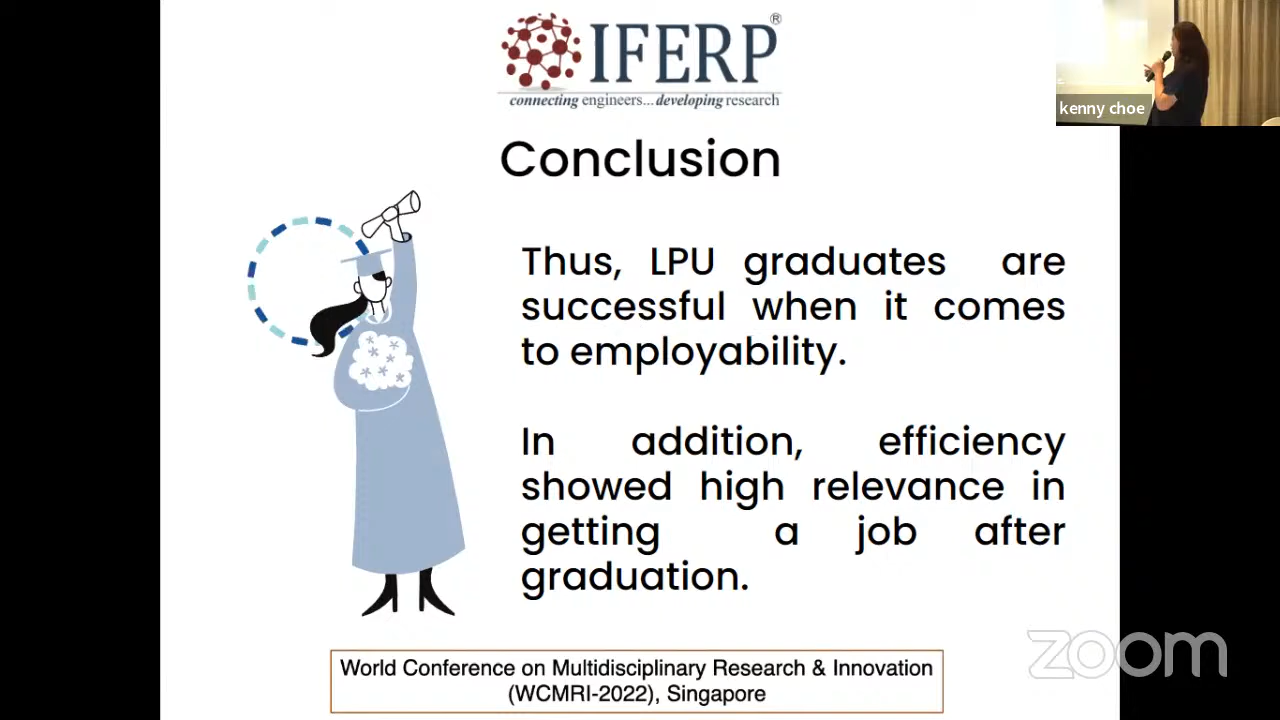 IFERP®
connecting engineers...developing research
kenny choe
Conclusion
Thus, LPU graduates are
successful when it comes
to employability.
In addition, efficiency
showed high relevance in
getting a job after
graduation.
zoom
World Conference on Multidisciplinary Research & Innovation
(WCMRI-2022), Singapore